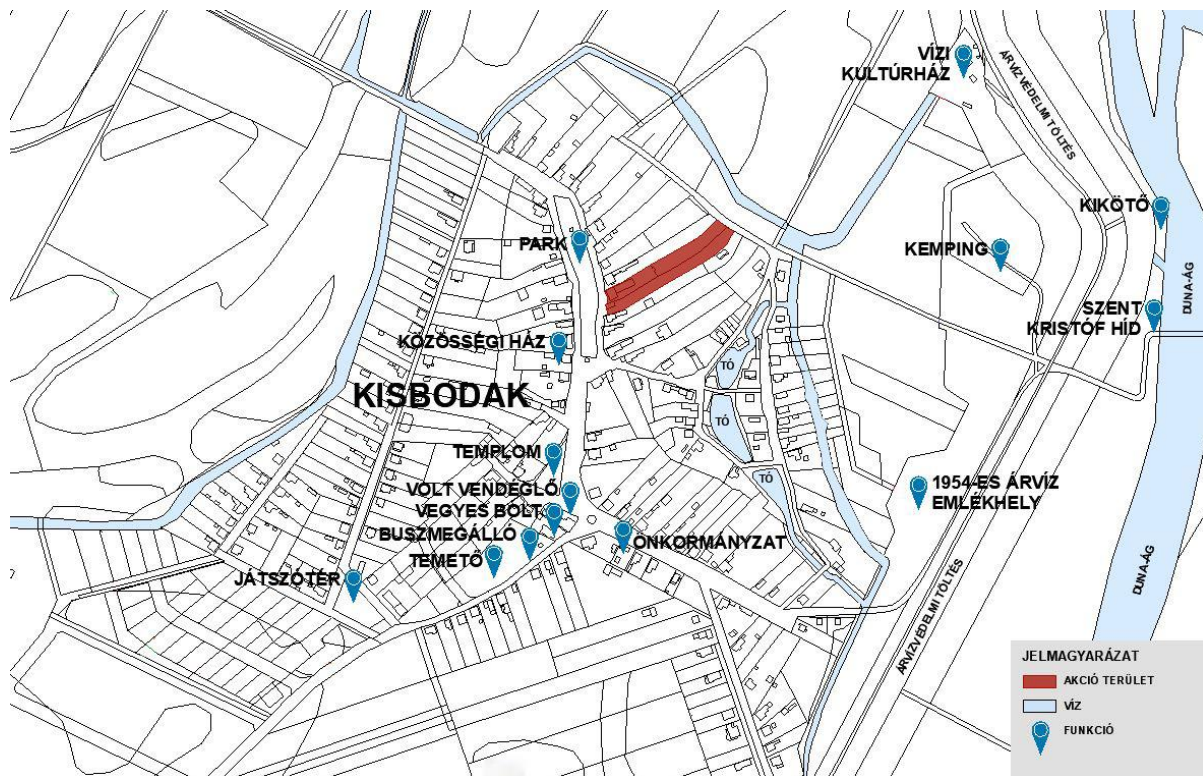 VÍZI
KULTÚRHÁZ
ÁRVÍZVÉDELMI TÖLTÉS
KIKÖTŐ
PARK
KEMPING
DUNA-ÁG
SZENT
KRISTÓF HÍD
KÖZÖSSÉGI HÁZ
TÓ
KISBODAK
TÓ
TEMPLOM
TÓ
VOLT VENDÉGLŐ
1954-ES ÁRVÍZ
EMLÉKHELY
VEGYES BOLT
BUSZMEGÁLLÓ
ÖNKORMÁNYZAT
TEMETŐ
JÁTSZÓTÉR
ÁRVÍZVÉDELMI TÖLTÉS
DUNA-ÁG
JELMAGYARÁZAT
AKCIÓ TERÜLET
VÍZ
FUNKCIÓ